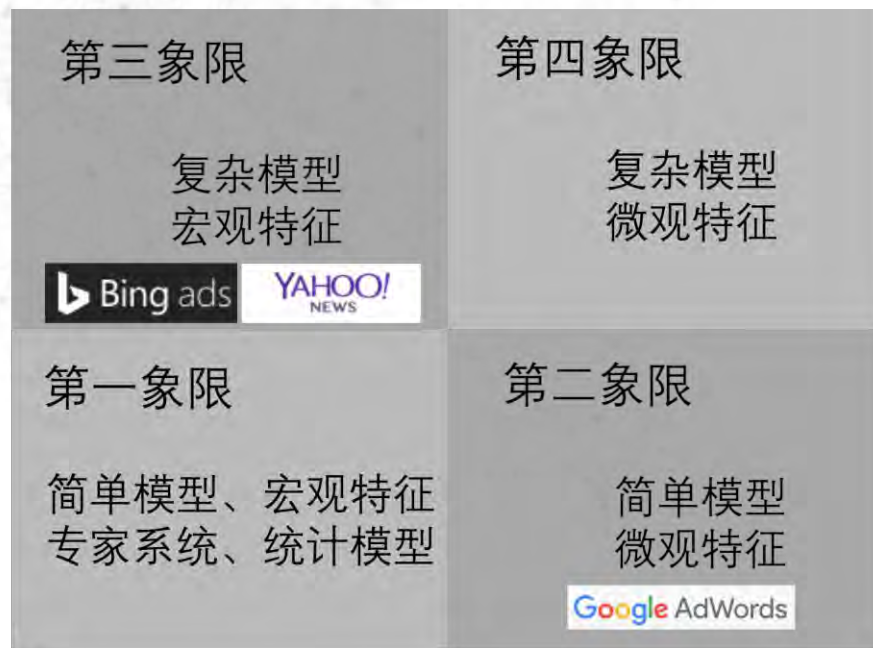 第三象限
复杂模型
宏观特征
Bing ads
YAHOO!
NEWS
第四象限
复杂模型
微观特征
第一象限
简单模型、宏观特征
专家系统、统计模型
第二象限
简单模型
微观特征
Google AdWords